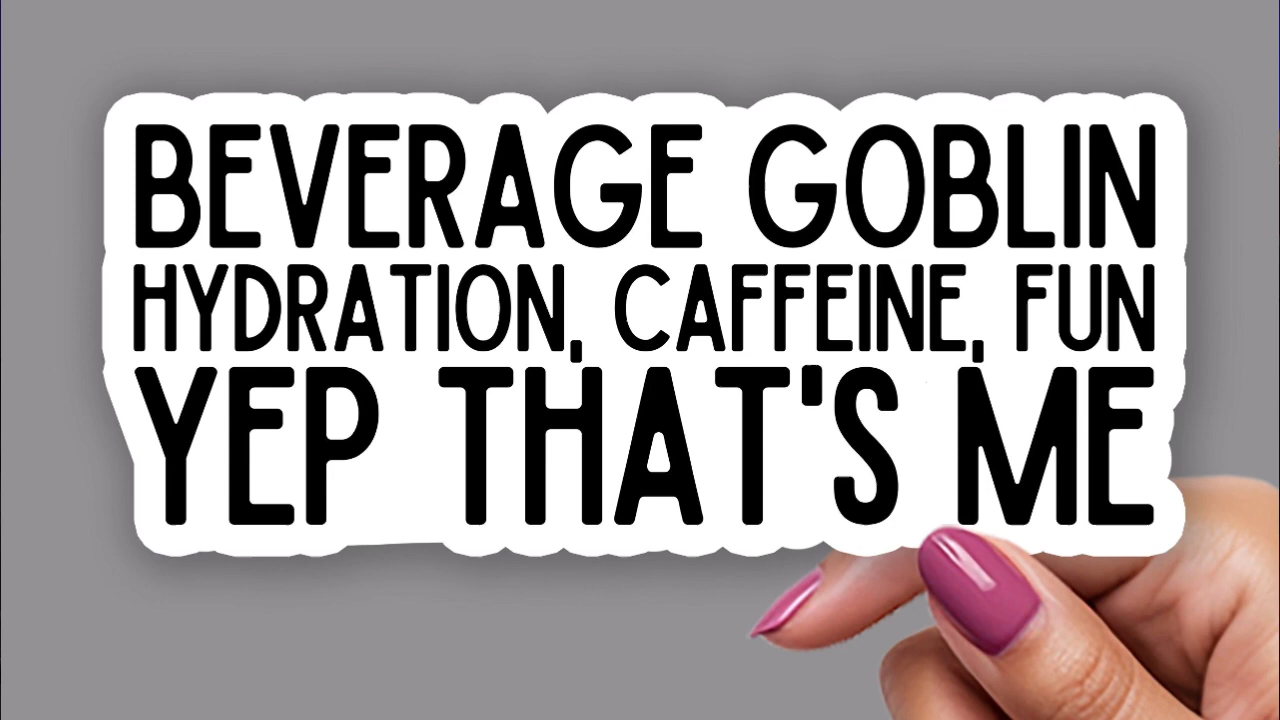 BEVERAGE GOBLIN
HYDRATION, CAFFEINE, FUN
YEP THAT'S ME